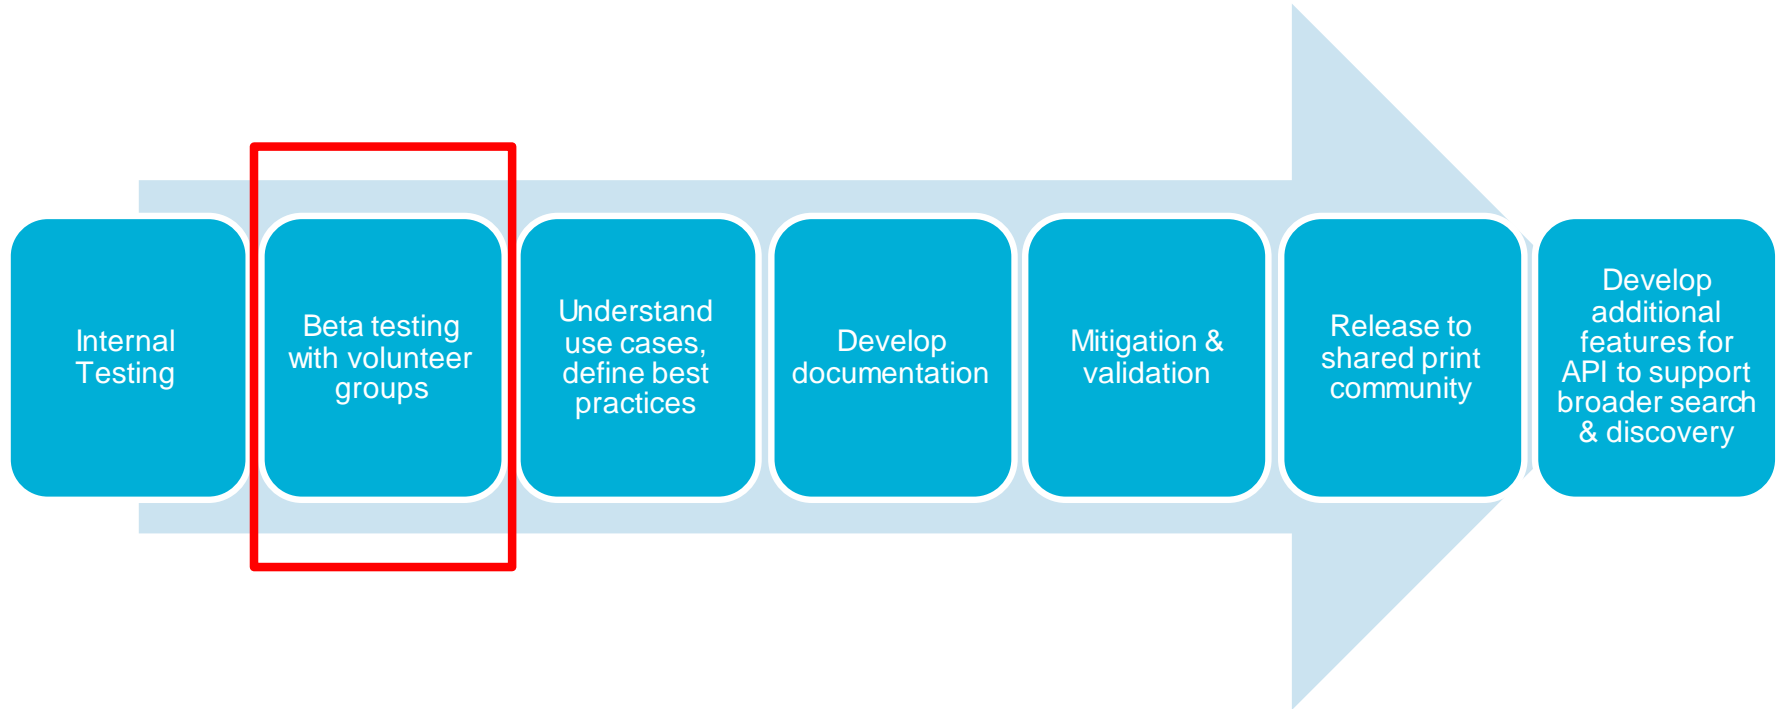 Internal
Testing
Beta testing
with volunteer
groups
Understand
use cases,
define best
practices
Develop
documentation
Mitigation &
validation
Release to
shared print
community
Develop
additional
features for
API to support
broader search
& discovery